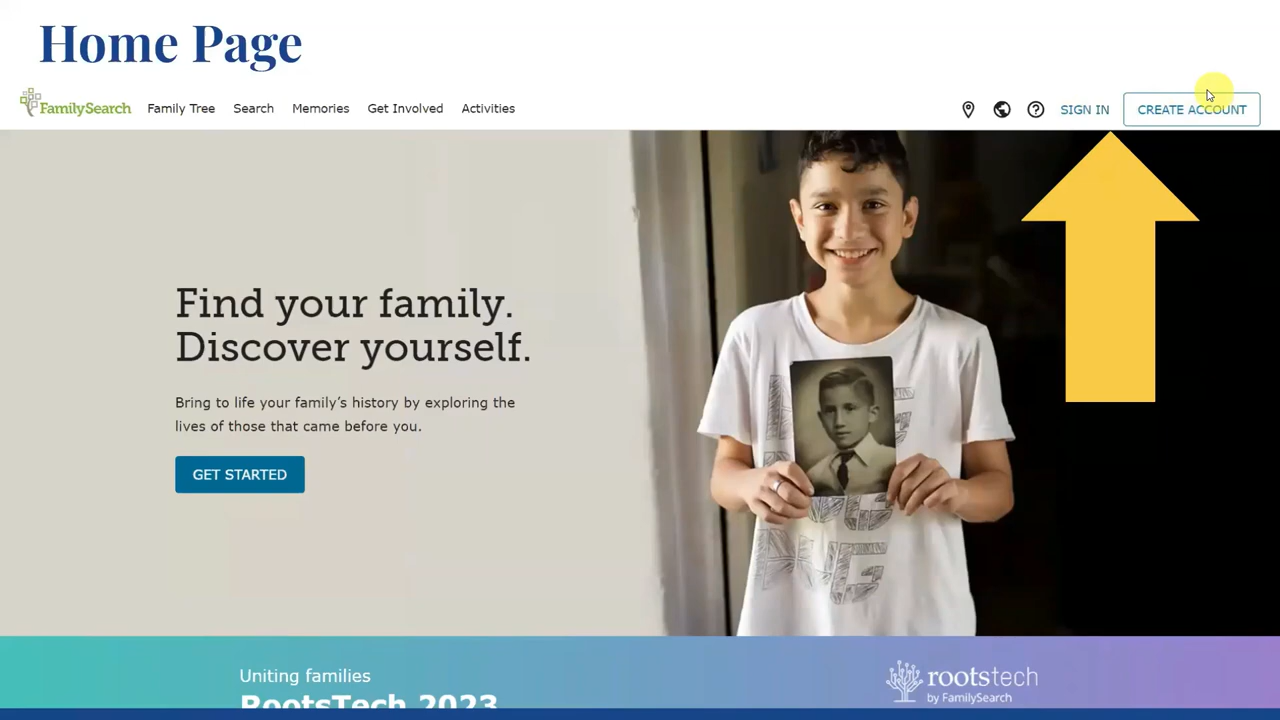 Home Page
FamilySearch Family Tree Search Memories Get Involved Activities SIGN IN CREATE ACCOUNT
Find your family.
Discover yourself.
Bring to life your family’s history by exploring the
lives of those that came before you.
GET STARTED
Uniting families
RootsTech 2023
rootstech
by FamilySearch